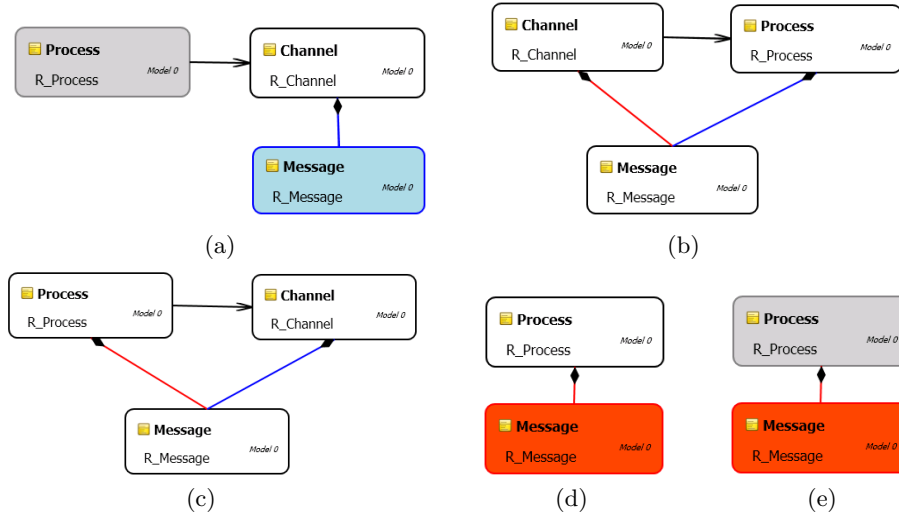 Process
R_Process
Model 0
Channel
R_Channel
Model 0
Message
R_Message
Model 0
(a)
Channel
R_Channel
Model 0
Process
R_Process
Model 0
Message
R_Message
Model 0
(b)
Process
R_Process
Model 0
Channel
R_Channel
Model 0
Message
R_Message
Model 0
(c)
Process
R_Process
Model 0
Message
R_Message
Model 0
(d)
Process
R_Process
Model 0
Message
R_Message
Model 0
(e)